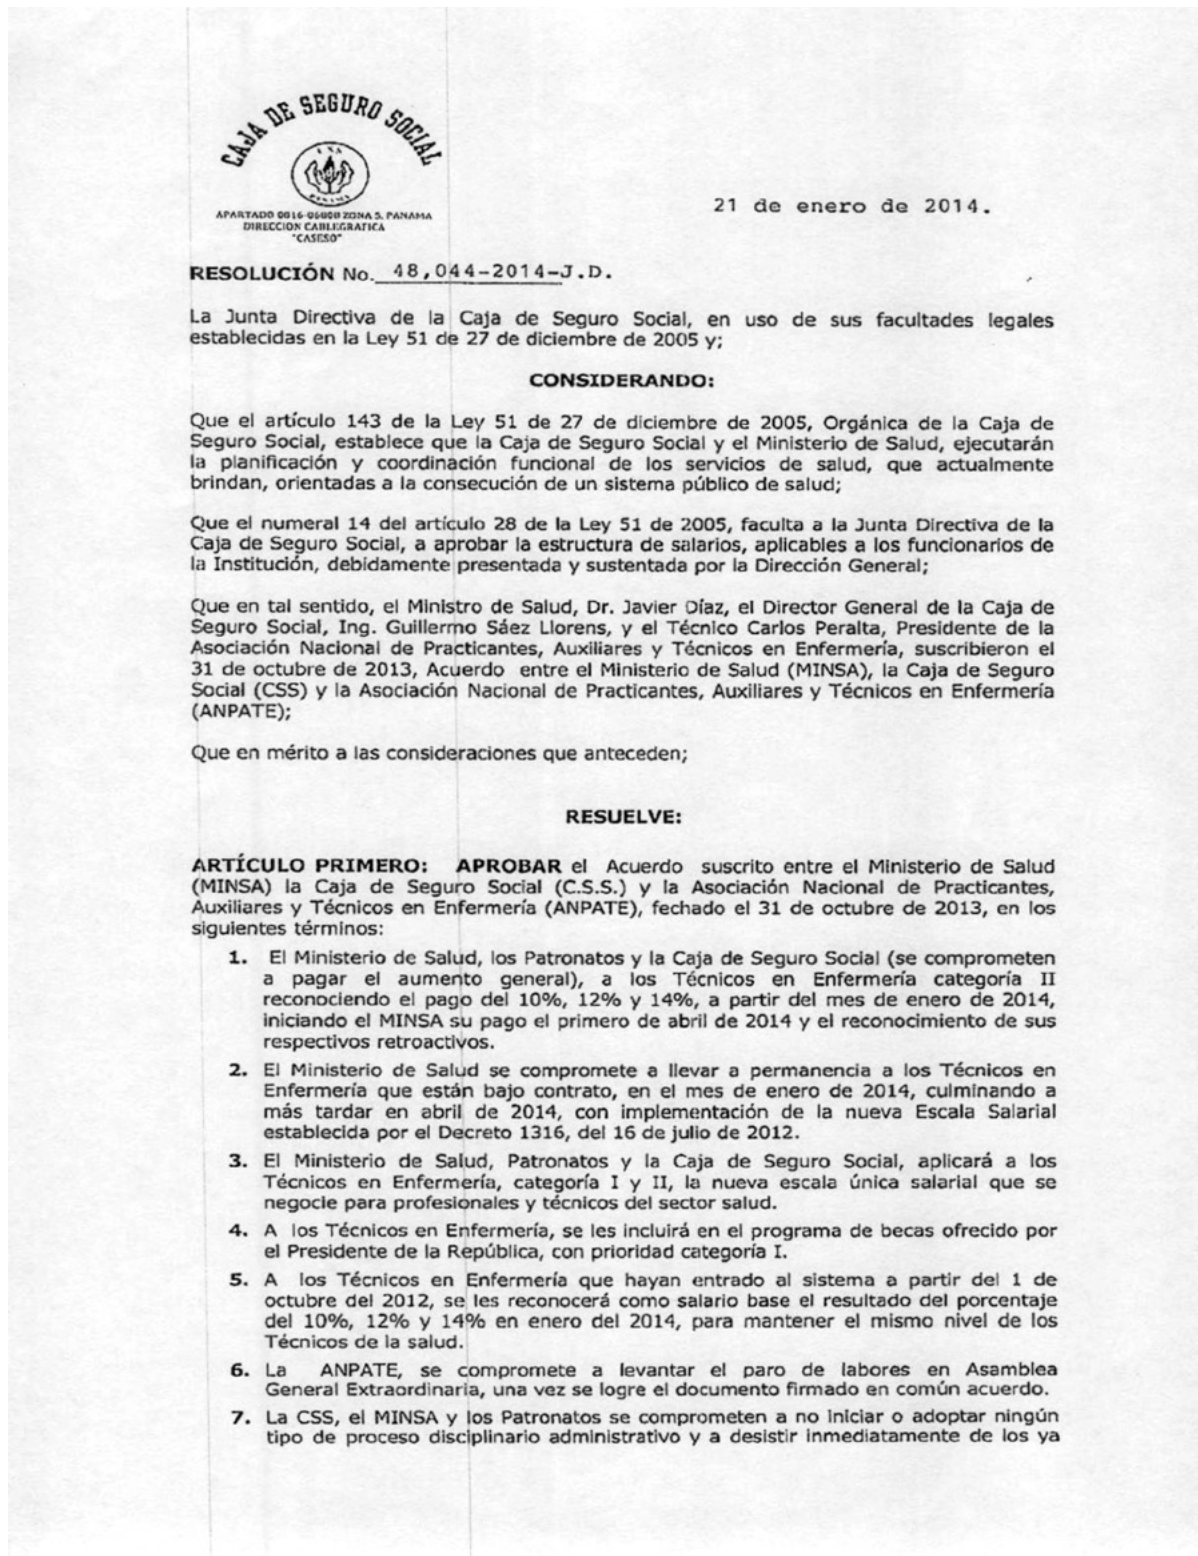 CAJA DE SEGURO SOCIAL
CSS
PANAMA
APARTADO 0816-06808 ZONA 5. PANAMA
DIRECCION CABLEGRAFICA
"CASESO"
21 de enero de 2014.
RESOLUCIÓN No. 48,044-2014-J.D.
La Junta Directiva de la Caja de Seguro Social, en uso de sus facultades legales
establecidas en la Ley 51 de 27 de diciembre de 2005 y;
CONSIDERANDO:
Que el artículo 143 de la Ley 51 de 27 de diciembre de 2005, Orgánica de la Caja de
Seguro Social, establece que la Caja de Seguro Social y el Ministerio de Salud, ejecutarán
la planificación y coordinación funcional de los servicios de salud, que actualmente
brindan, orientadas a la consecución de un sistema público de salud;
Que el numeral 14 del artículo 28 de la Ley 51 de 2005, faculta a la Junta Directiva de la
Caja de Seguro Social, a aprobar la estructura de salarios, aplicables a los funcionarios de
la Institución, debidamente presentada y sustentada por la Dirección General;
Que en tal sentido, el Ministro de Salud, Dr. Javier Díaz, el Director General de la Caja de
Seguro Social, Ing. Guillermo Sáez Llorens, y el Técnico Carlos Peralta, Presidente de la
Asociación Nacional de Practicantes, Auxiliares y Técnicos en Enfermería, suscribieron el
31 de octubre de 2013, Acuerdo entre el Ministerio de Salud (MINSA), la Caja de Seguro
Social (CSS) y la Asociación Nacional de Practicantes, Auxiliares y Técnicos en Enfermería
(ANPATE);
Que en mérito a las consideraciones que anteceden;
RESUELVE:
ARTÍCULO PRIMERO: APROBAR el Acuerdo suscrito entre el Ministerio de Salud
(MINSA) la Caja de Seguro Social (C.S.S.) y la Asociación Nacional de Practicantes,
Auxiliares y Técnicos en Enfermería (ANPATE), fechado el 31 de octubre de 2013, en los
siguientes términos:
1. El Ministerio de Salud, los Patronatos y la Caja de Seguro Social (se comprometen
a pagar el aumento general), a los Técnicos en Enfermería categoría II
reconociendo el pago del 10%, 12% y 14%, a partir del mes de enero de 2014,
iniciando el MINSA su pago el primero de abril de 2014 y el reconocimiento de sus
respectivos retroactivos.
2. El Ministerio de Salud se compromete a llevar a permanencia a los Técnicos en
Enfermería que están bajo contrato, en el mes de enero de 2014, culminando a
más tardar en abril de 2014, con implementación de la nueva Escala Salarial
establecida por el Decreto 1316, del 16 de julio de 2012.
3. El Ministerio de Salud, Patronatos y la Caja de Seguro Social, aplicará a los
Técnicos en Enfermería, categoría I y II, la nueva escala única salarial que se
negocie para profesionales y técnicos del sector salud.
4. A los Técnicos en Enfermería, se les incluirá en el programa de becas ofrecido por
el Presidente de la República, con prioridad categoría I.
5. A los Técnicos en Enfermería que hayan entrado al sistema a partir del 1 de
octubre del 2012, se les reconocerá como salario base el resultado del porcentaje
del 10%, 12% y 14% en enero del 2014, para mantener el mismo nivel de los
Técnicos de la salud.
6. La ANPATE, se compromete a levantar el paro de labores en Asamblea
General Extraordinaria, una vez se logre el documento firmado en común acuerdo.
7. La CSS, el MINSA y los Patronatos se comprometen a no iniciar o adoptar ningún
tipo de proceso disciplinario administrativo y a desistir inmediatamente de los ya